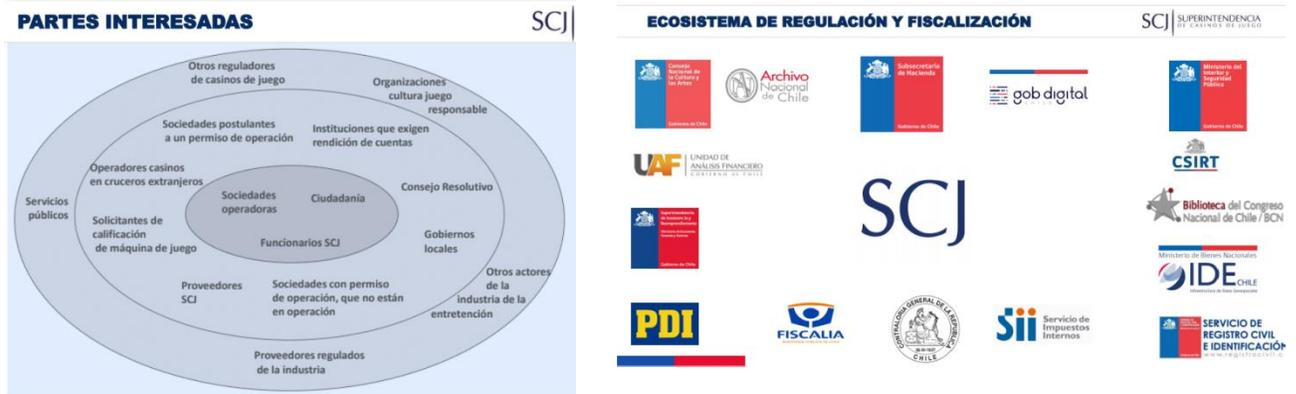 PARTES INTERESADAS
SCJ
Otros reguladores
de casinos de juego
Organizaciones
cultura juego
responsable
Sociedades postulantes
a un permiso de operación
Instituciones que exigen
rendición de cuentas
Operadores casinos
en cruceros extranjeros
Sociedades
operadoras
Ciudadanía
Consejo Resolutivo
Servicios
públicos
Solicitantes de
calificación
de máquina de juego
Funcionarios SCJ
Gobiernos
locales
Proveedores
SCJ
Sociedades con permiso
de operación, que no están
en operación
Otros actores
de la
industria de la
entretención
Proveedores regulados
de la industria
ECOSISTEMA DE REGULACIÓN Y FISCALIZACIÓN
SCJ
SUPERINTENDENCIA
DE CASINOS DE JUEGO
Consejo
Nacional de
la Cultura y
las Artes
Gobierno de Chile
Archivo
Nacional
de Chile
Subsecretaría
de Hacienda
Gobierno de Chile
gob digital
Ministerio del
Interior y
Seguridad
Pública
Gobierno de Chile
UAF
UNIDAD DE
ANÁLISIS FINANCIERO
GOBIERNO DE CHILE
SCJ
CSIRT
Biblioteca del Congreso
Nacional de Chile / BCN
Gobierno de Chile
Ministerio de Bienes Nacionales
IDE CHILE
PDI
FISCALIA
CONTRALORIA GENERAL DE LA REPUBLICA
CHILE
Sii
Servicio de
Impuestos
Internos
SERVICIO DE
REGISTRO CIVIL
E IDENTIFICACIÓN
www.registrocivil.c